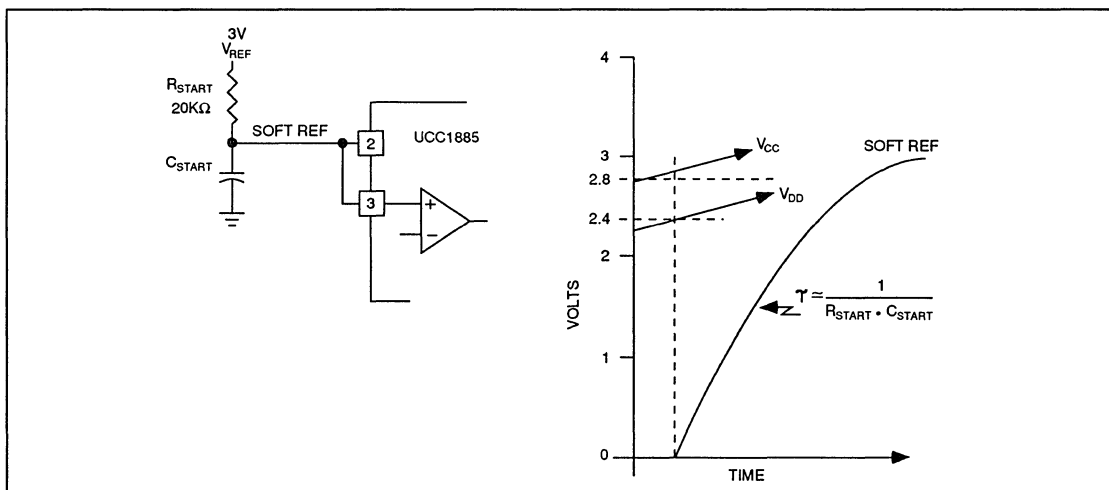 3V
VREF
RSTART
20KΩ
SOFT REF
2
UCC1885
CSTART
3
+
−
4
3
2.8
2.4
2
1
0
VOLTS
TIME
VCC
VDD
SOFT REF
τ ≃ 1
RSTART • CSTART